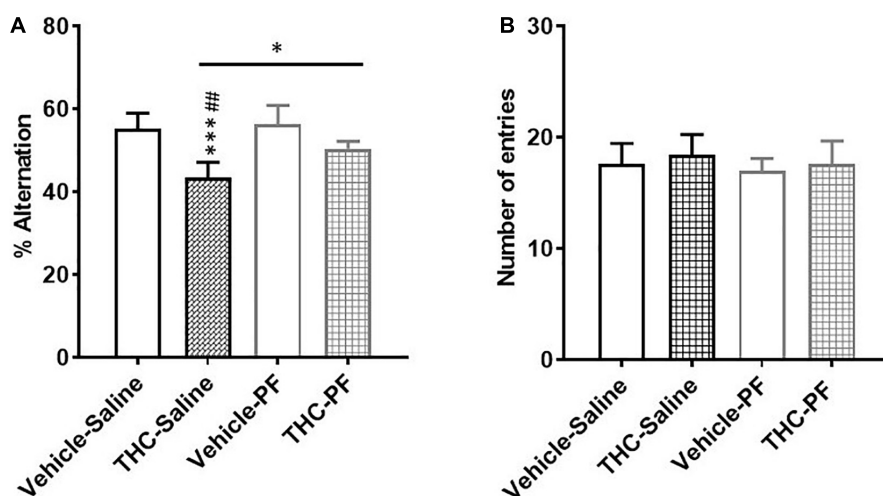 A
80
60
40
20
0
% Alternation
*
***##
Vehicle-Saline
THC-Saline
Vehicle-PF
THC-PF
B
30
20
10
0
Number of entries
Vehicle-Saline
THC-Saline
Vehicle-PF
THC-PF